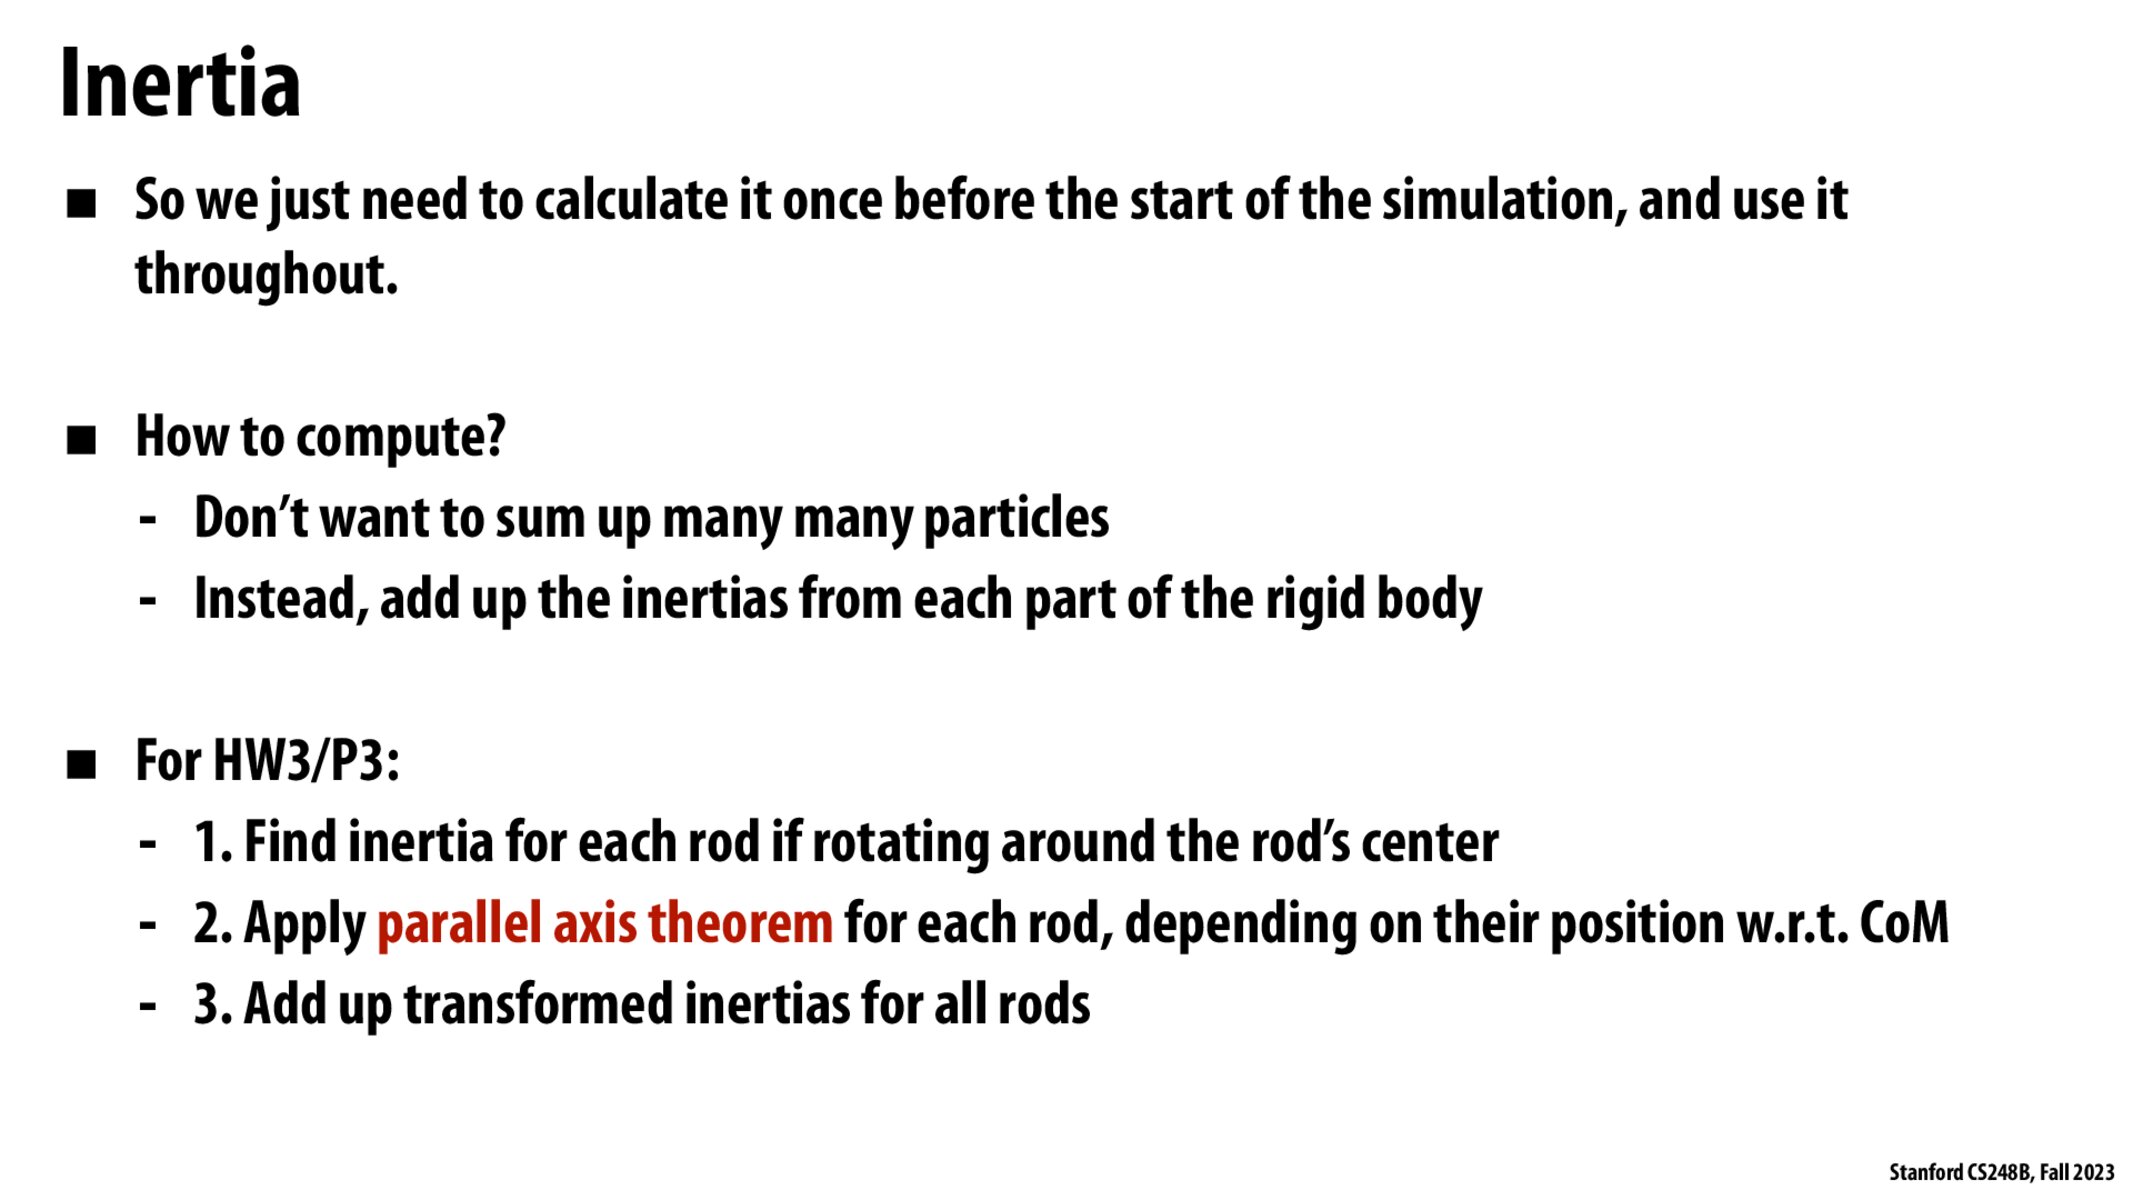 Inertia
■ So we just need to calculate it once before the start of the simulation, and use it
throughout.
■ How to compute?
- Don’t want to sum up many many particles
- Instead, add up the inertias from each part of the rigid body
■ For HW3/P3:
- 1. Find inertia for each rod if rotating around the rod’s center
- 2. Apply parallel axis theorem for each rod, depending on their position w.r.t. CoM
- 3. Add up transformed inertias for all rods
Stanford CS248B, Fall 2023